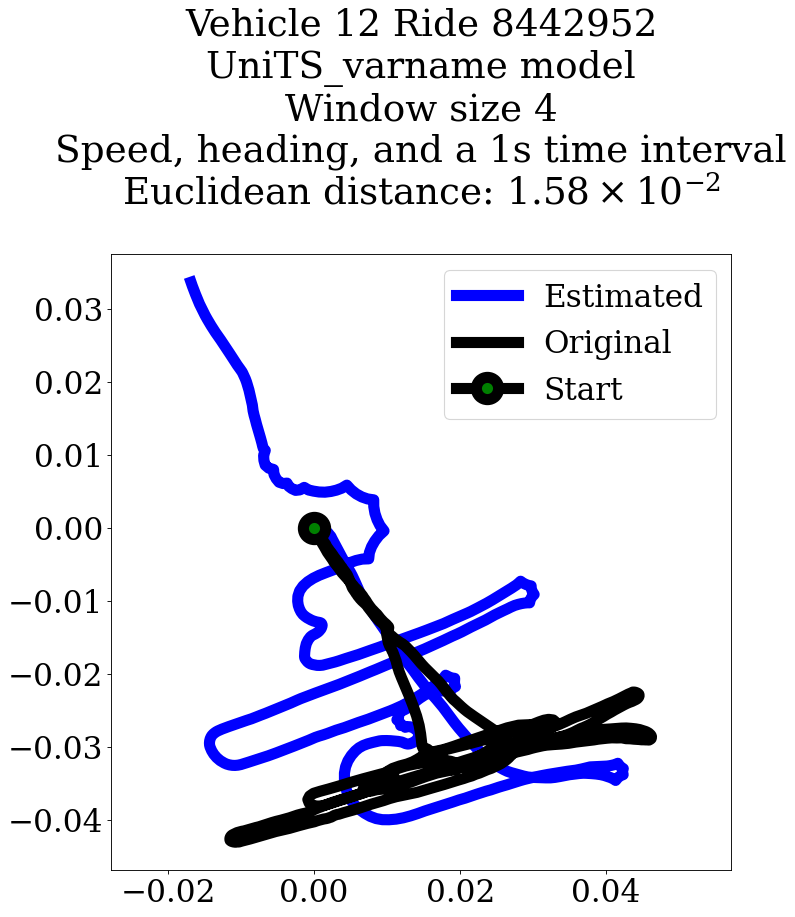 Vehicle 12 Ride 8442952
UniTS_varname model
Window size 4
Speed, heading, and a 1s time interval
Euclidean distance: 1.58 × 10⁻²
Estimated
Original
Start
0.03
0.02
0.01
0.00
−0.01
−0.02
−0.03
−0.04
−0.02
0.00
0.02
0.04